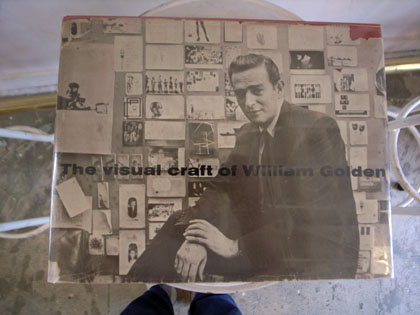 The visual craft of William Golden